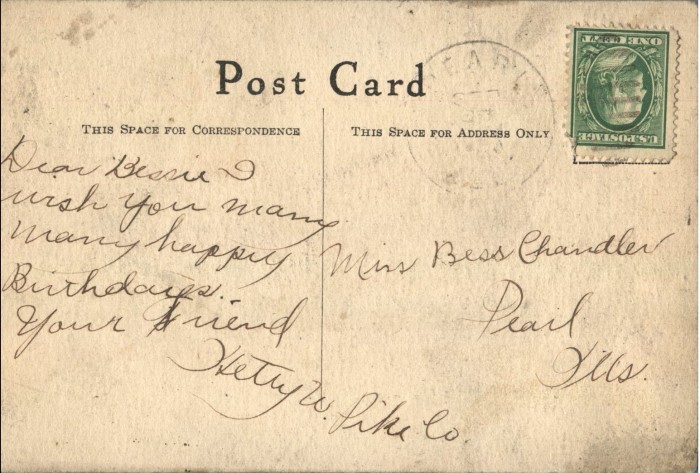 Post Card
THIS SPACE FOR CORRESPONDENCE
THIS SPACE FOR ADDRESS ONLY
PEARL
U.S. POSTAGE
ONE CENT
Dear Bessie I
wish you many
many happy
Birthdays.
Your Friend
Hetty W.
Miss Bess Chandler
Pearl
Ills.
Pike Co.